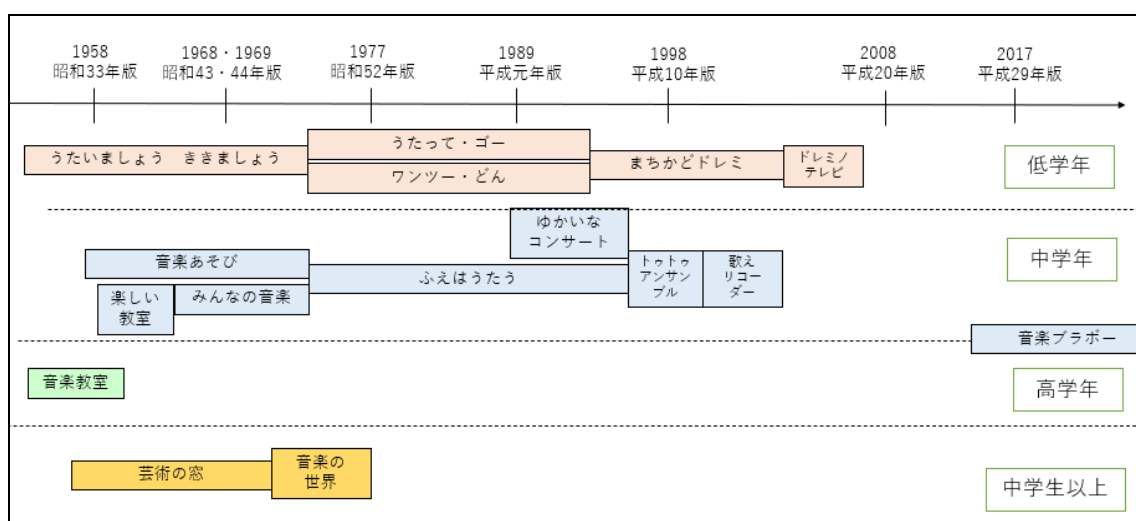 1958
昭和33年版
1968・1969
昭和43・44年版
1977
昭和52年版
1989
平成元年版
1998
平成10年版
2008
平成20年版
2017
平成29年版
うたいましょう ききましょう
うたって・ゴー
ワンツー・どん
まちかどドレミ
ドレミノ
テレビ
低学年
ゆかいな
コンサート
音楽あそび
楽しい
教室
みんなの音楽
ふえはうたう
トゥトゥ
アンサン
ブル
歌え
リコー
ダー
中学年
音楽ブラボー
音楽教室
高学年
芸術の窓
音楽の
世界
中学生以上